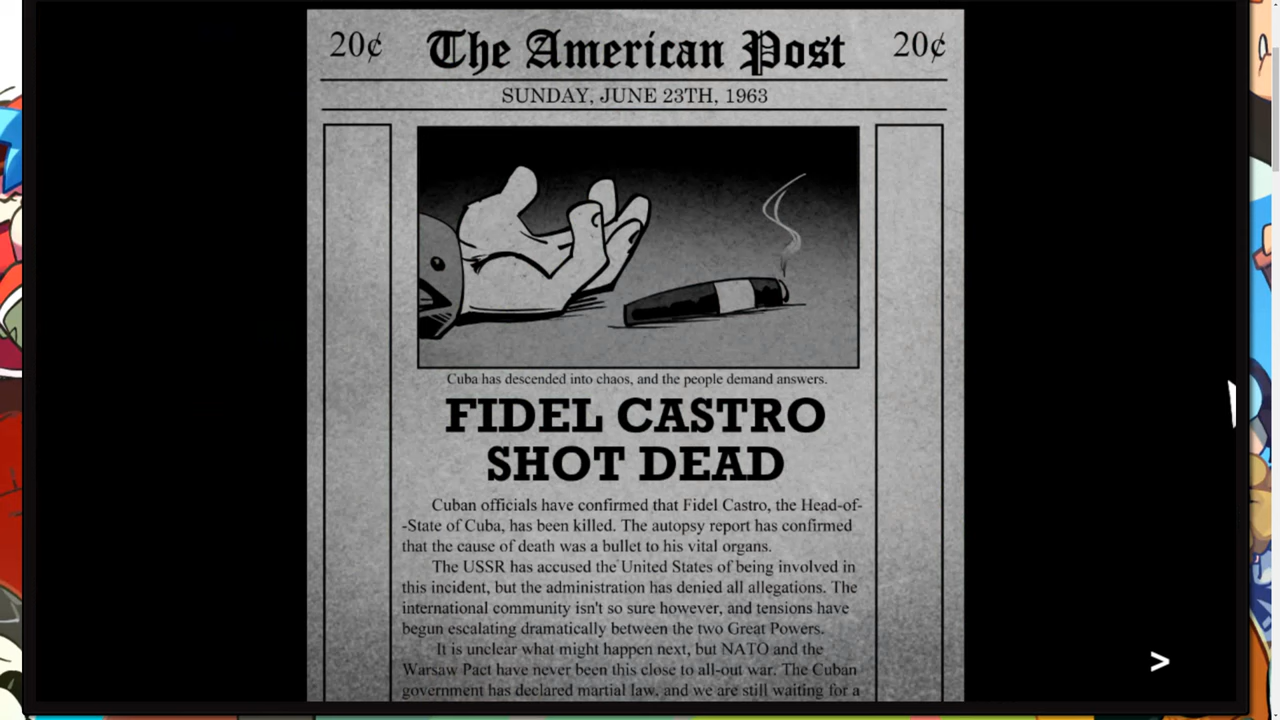 20¢ The American Post 20¢
SUNDAY, JUNE 23TH, 1963
Cuba has descended into chaos, and the people demand answers.
FIDEL CASTRO
SHOT DEAD
Cuban officials have confirmed that Fidel Castro, the Head-of-
-State of Cuba, has been killed. The autopsy report has confirmed
that the cause of death was a bullet to his vital organs.
The USSR has accused the United States of being involved in
this incident, but the administration has denied all allegations. The
international community isn't so sure however, and tensions have
begun escalating dramatically between the two Great Powers.
It is unclear what might happen next, but NATO and the
Warsaw Pact have never been this close to all-out war. The Cuban
government has declared martial law, and we are still waiting for a
>